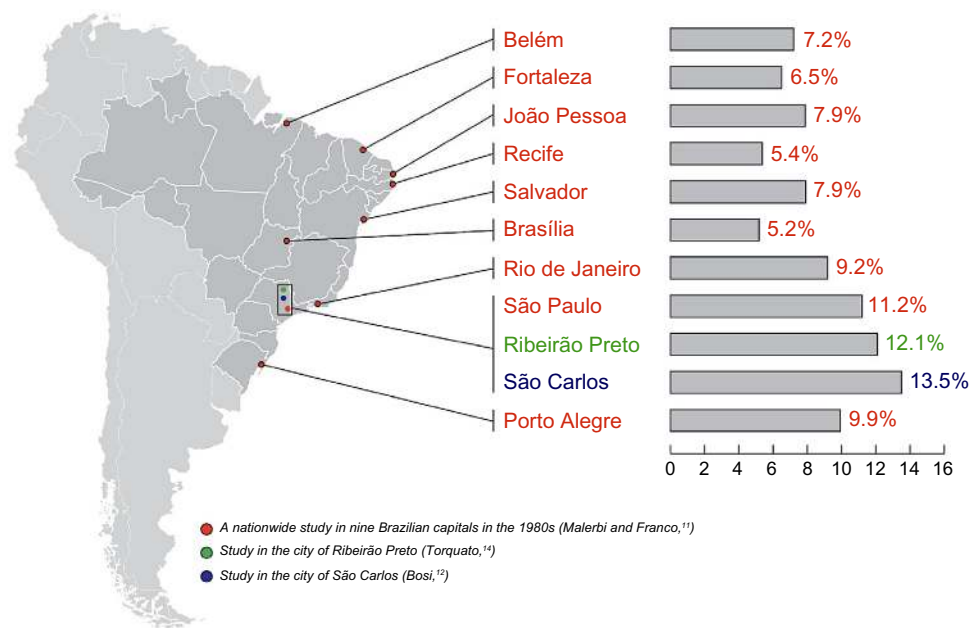 Belém 7.2%
Fortaleza 6.5%
João Pessoa 7.9%
Recife 5.4%
Salvador 7.9%
Brasília 5.2%
Rio de Janeiro 9.2%
São Paulo 11.2%
Ribeirão Preto 12.1%
São Carlos 13.5%
Porto Alegre 9.9%
0 2 4 6 8 10 12 14 16
A nationwide study in nine Brazilian capitals in the 1980s (Malerbi and Franco,¹¹)
Study in the city of Ribeirão Preto (Torquato,¹⁴)
Study in the city of São Carlos (Bosi,¹²)